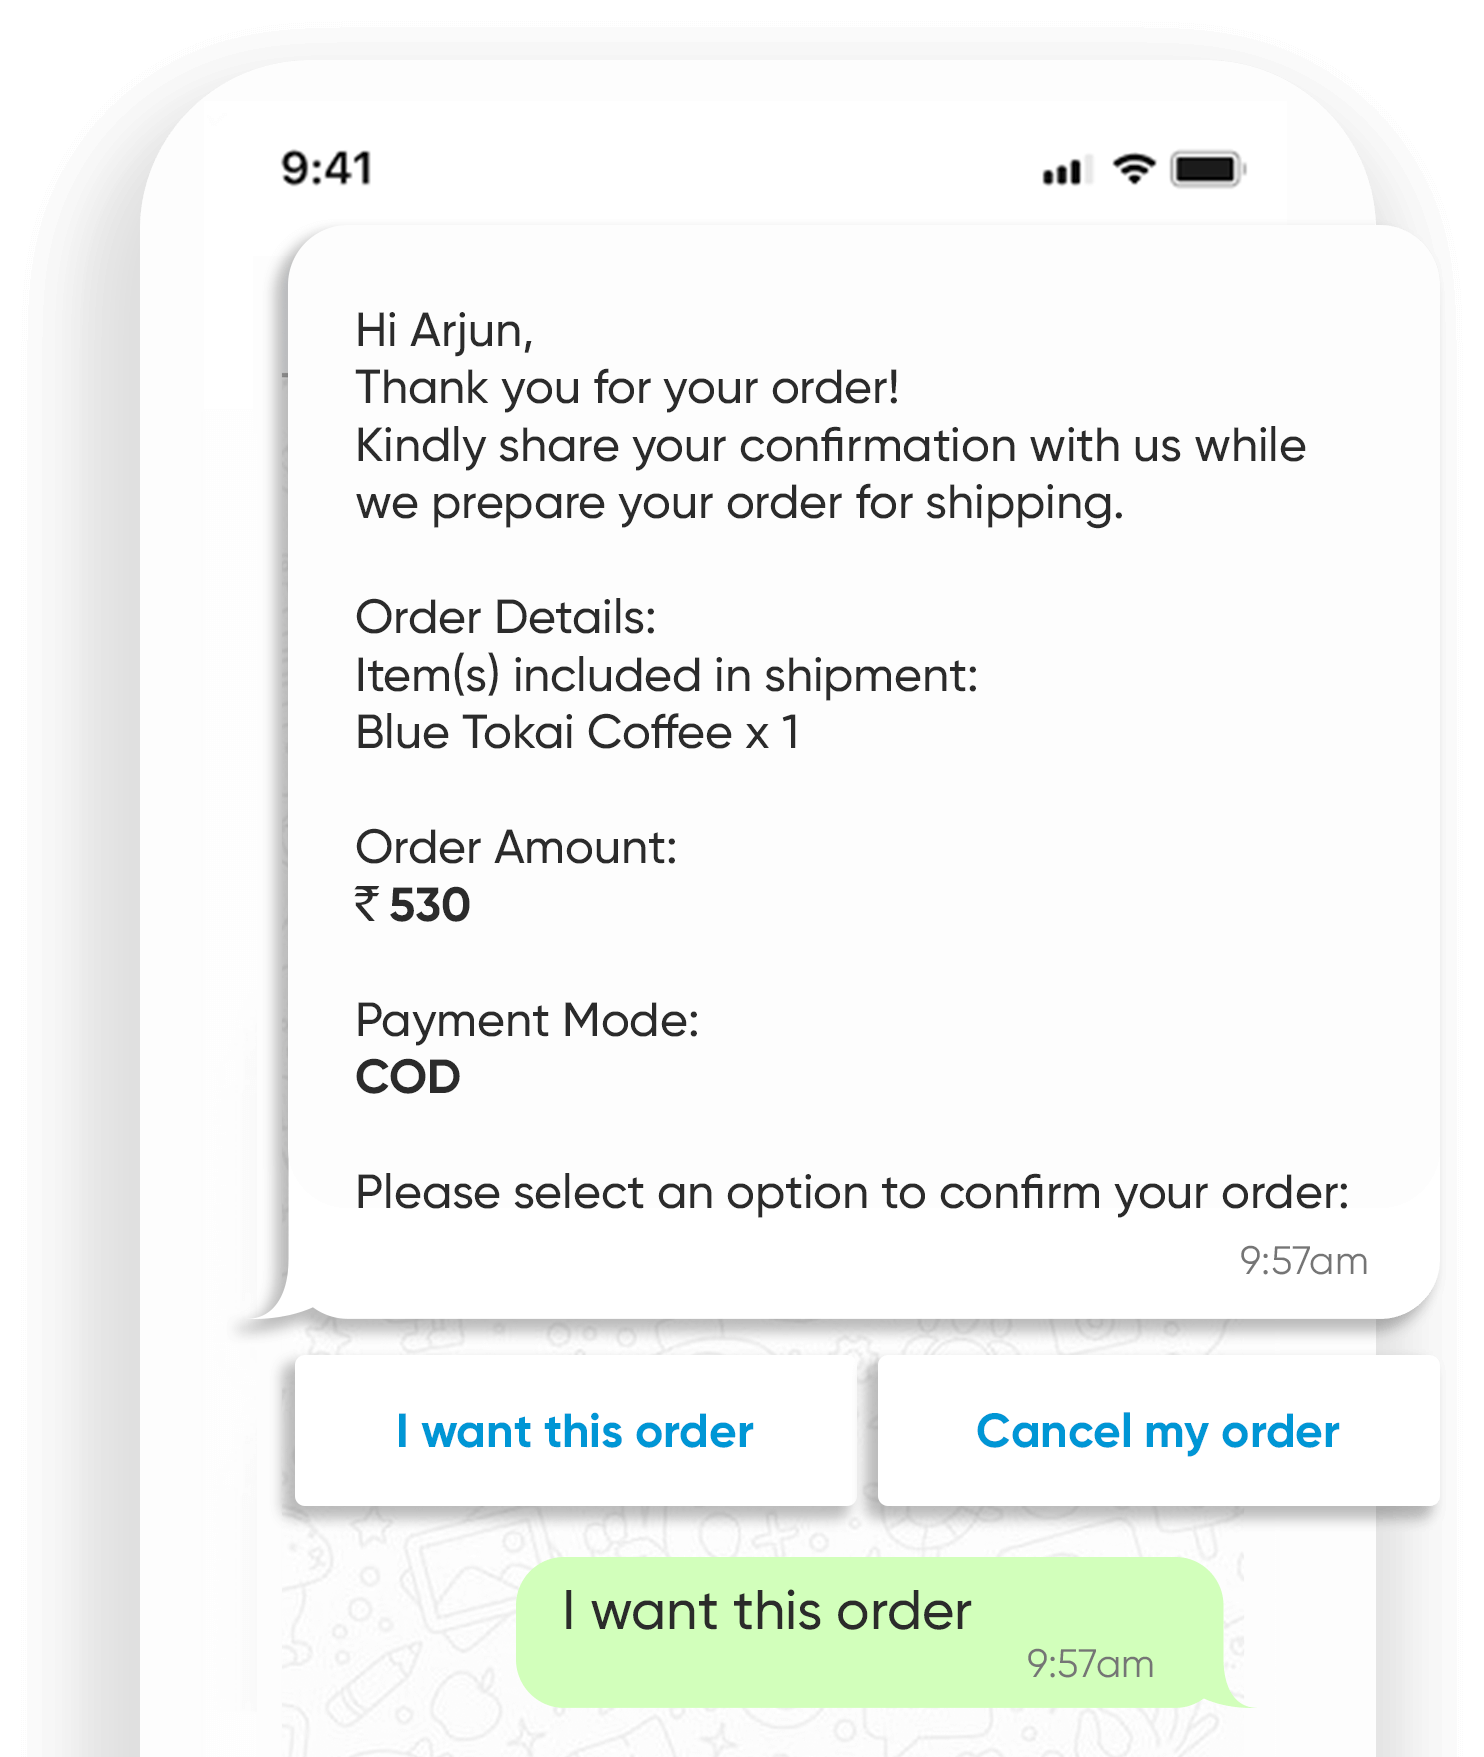 9:41
Hi Arjun,
Thank you for your order!
Kindly share your confirmation with us while
we prepare your order for shipping.
Order Details:
Item(s) included in shipment:
Blue Tokai Coffee x 1
Order Amount:
₹ 530
Payment Mode:
COD
Please select an option to confirm your order:
9:57am
I want this order
Cancel my order
I want this order
9:57am